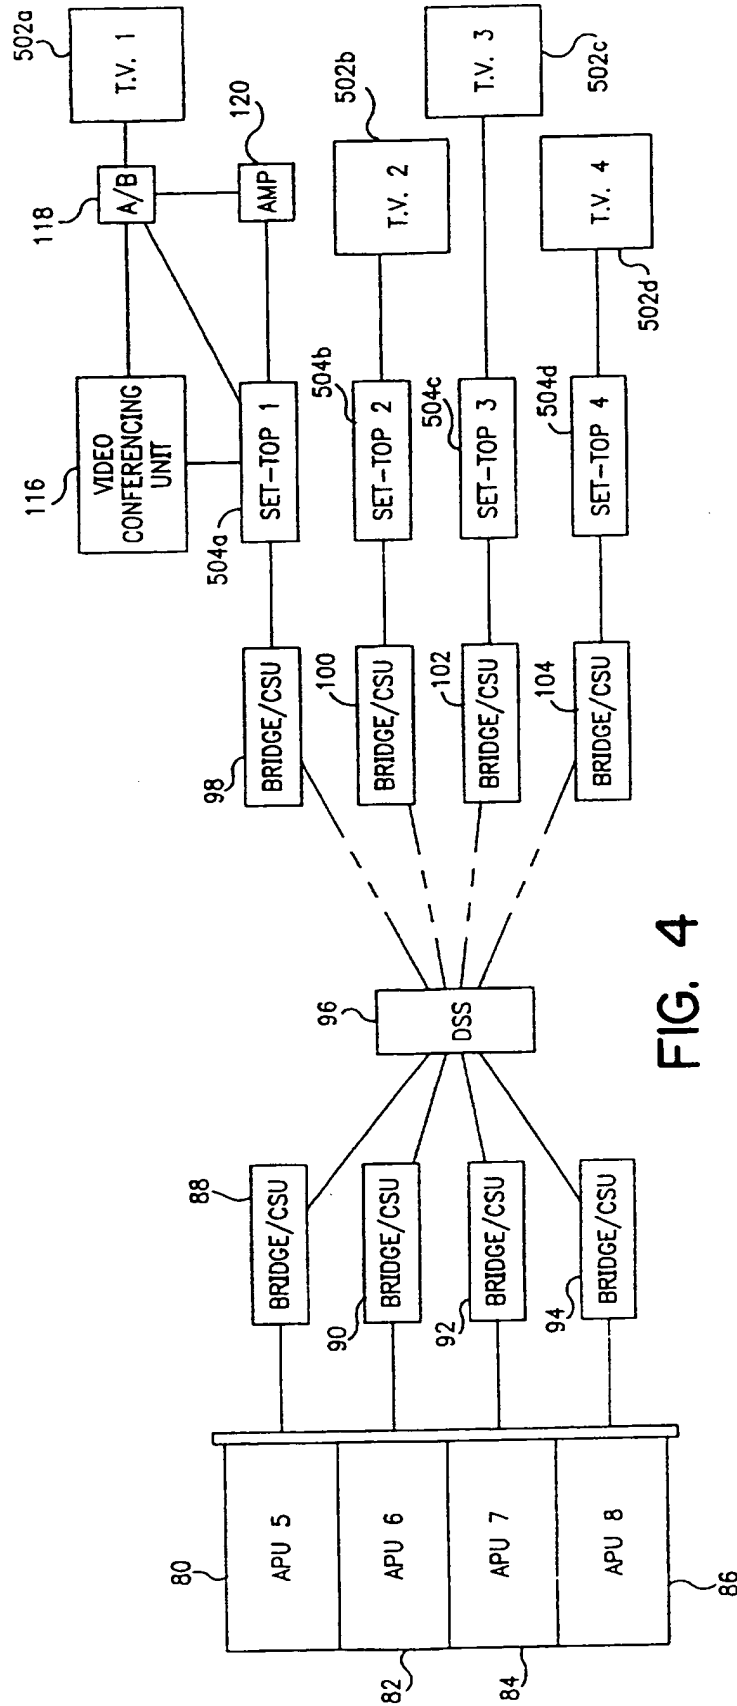 80
APU 5
82
APU 6
84
APU 7
86
APU 8
88
BRIDGE/CSU
90
BRIDGE/CSU
92
BRIDGE/CSU
94
BRIDGE/CSU
96
DSS
98
BRIDGE/CSU
100
BRIDGE/CSU
102
BRIDGE/CSU
104
BRIDGE/CSU
116
VIDEO
CONFERENCING
UNIT
504a
SET-TOP 1
504b
SET-TOP 2
504c
SET-TOP 3
504d
SET-TOP 4
118
A/B
120
AMP
502a
T.V. 1
502b
T.V. 2
T.V. 3
502c
T.V. 4
502d
FIG. 4